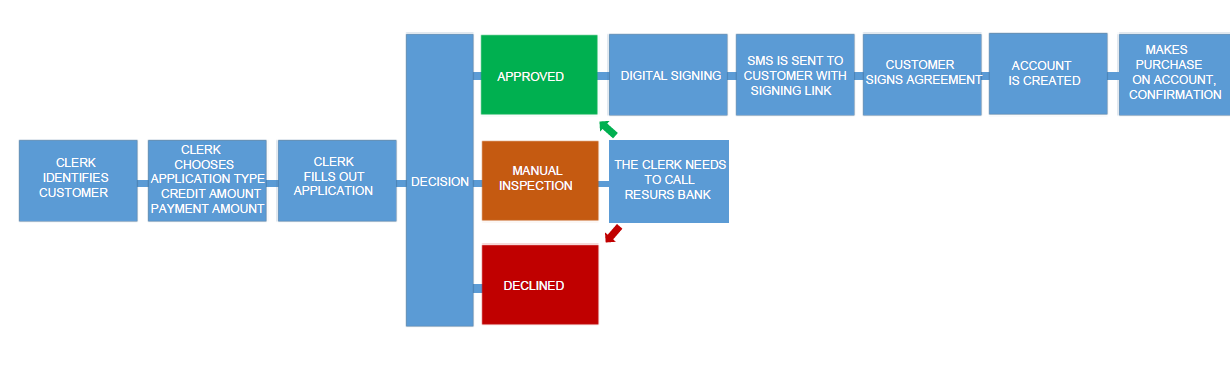 CLERK
IDENTIFIES
CUSTOMER
CLERK
CHOOSES
APPLICATION TYPE
CREDIT AMOUNT
PAYMENT AMOUNT
CLERK
FILLS OUT
APPLICATION
DECISION
APPROVED
DIGITAL SIGNING
SMS IS SENT TO
CUSTOMER WITH
SIGNING LINK
CUSTOMER
SIGNS AGREEMENT
ACCOUNT
IS CREATED
MAKES
PURCHASE
ON ACCOUNT,
CONFIRMATION
MANUAL
INSPECTION
THE CLERK NEEDS
TO CALL
RESURS BANK
DECLINED